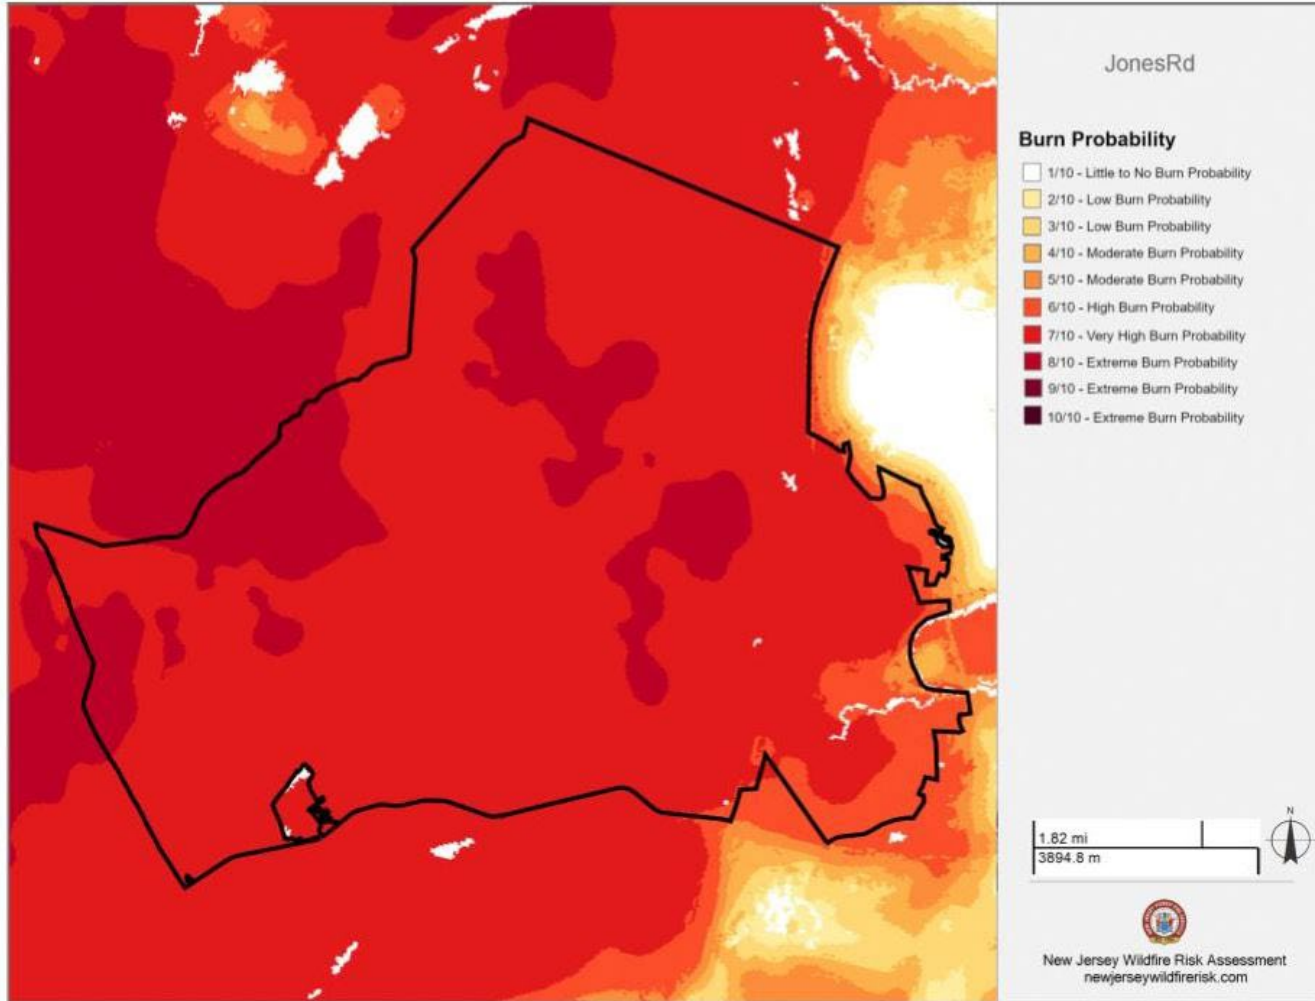 JonesRd
Burn Probability
1/10 - Little to No Burn Probability
2/10 - Low Burn Probability
3/10 - Low Burn Probability
4/10 - Moderate Burn Probability
5/10 - Moderate Burn Probability
6/10 - High Burn Probability
7/10 - Very High Burn Probability
8/10 - Extreme Burn Probability
9/10 - Extreme Burn Probability
10/10 - Extreme Burn Probability
N
1.82 mi
3894.8 m
New Jersey Wildfire Risk Assessment
newjerseywildfirerisk.com